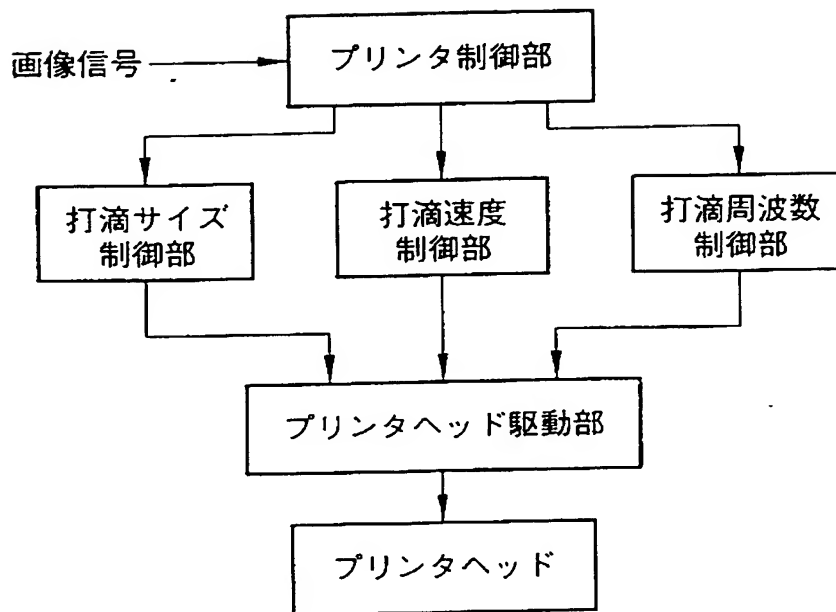 画像信号
プリンタ制御部
打滴サイズ
制御部
打滴速度
制御部
打滴周波数
制御部
プリンタヘッド駆動部
プリンタヘッド